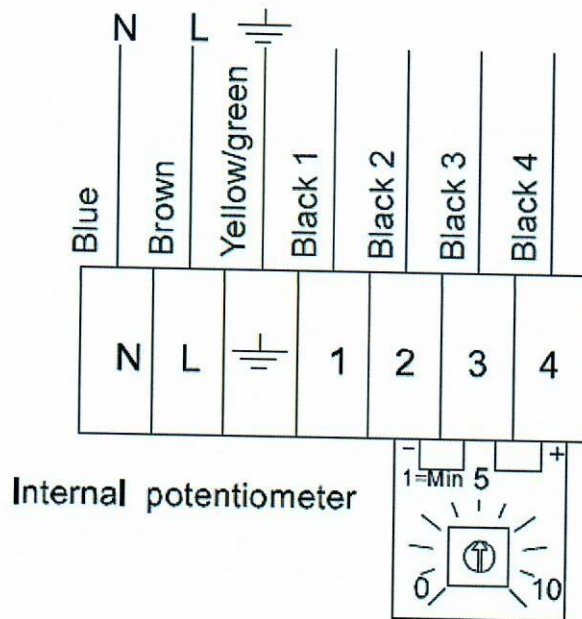 N L
Blue
Brown
Yellow/green
Black 1
Black 2
Black 3
Black 4
N L 1 2 3 4
- +
1=Min 5
Internal potentiometer
0 10